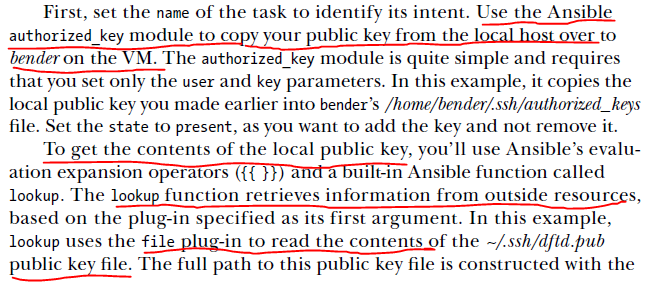 First, set the name of the task to identify its intent. Use the Ansible
authorized_key module to copy your public key from the local host over to
bender on the VM. The authorized_key module is quite simple and requires
that you set only the user and key parameters. In this example, it copies the
local public key you made earlier into bender's /home/bender/.ssh/authorized_keys
file. Set the state to present, as you want to add the key and not remove it.
To get the contents of the local public key, you'll use Ansible's evalu-
ation expansion operators ({{ }}) and a built-in Ansible function called
lookup. The lookup function retrieves information from outside resources,
based on the plug-in specified as its first argument. In this example,
lookup uses the file plug-in to read the contents of the ~/.ssh/dftd.pub
public key file. The full path to this public key file is constructed with the